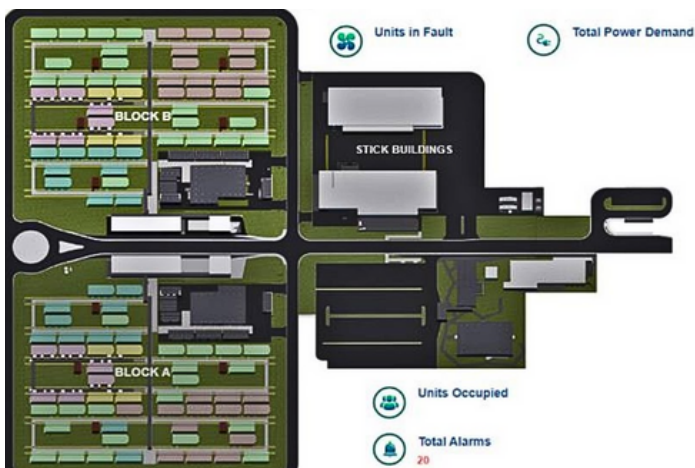 Units in Fault
Total Power Demand
BLOCK B
STICK BUILDINGS
BLOCK A
Units Occupied
Total Alarms
20